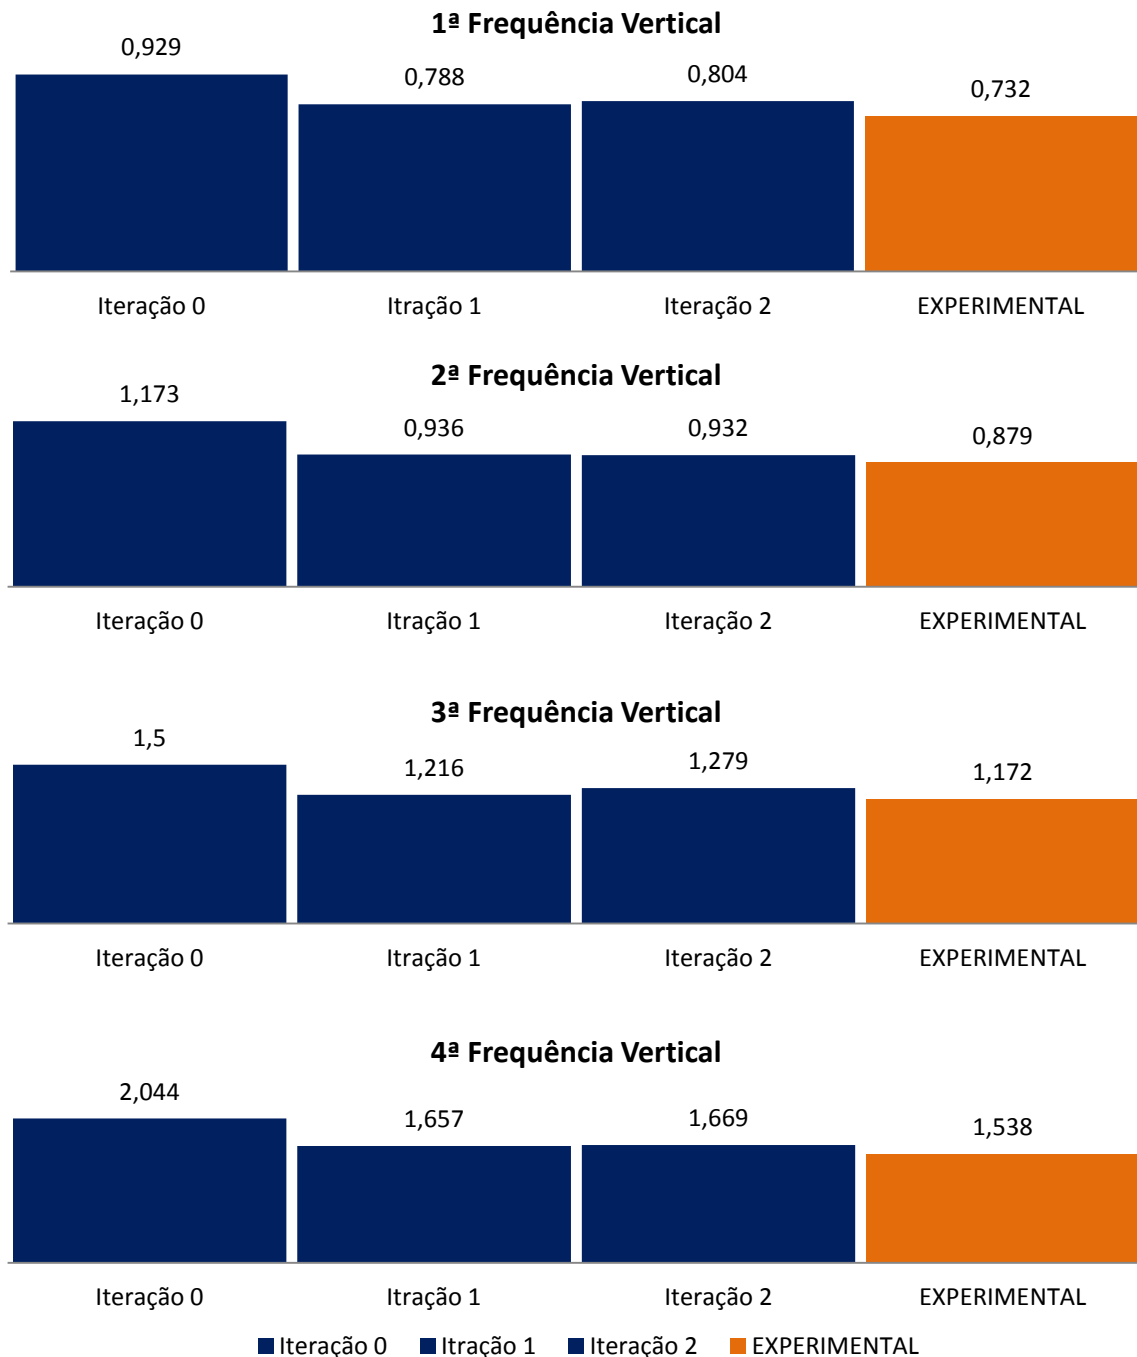 1ª Frequência Vertical
0,929
0,788
0,804
0,732
Iteração 0
Itração 1
Iteração 2
EXPERIMENTAL
2ª Frequência Vertical
1,173
0,936
0,932
0,879
Iteração 0
Itração 1
Iteração 2
EXPERIMENTAL
3ª Frequência Vertical
1,5
1,216
1,279
1,172
Iteração 0
Itração 1
Iteração 2
EXPERIMENTAL
4ª Frequência Vertical
2,044
1,657
1,669
1,538
Iteração 0
Itração 1
Iteração 2
EXPERIMENTAL
Iteração 0 Itração 1 Iteração 2 EXPERIMENTAL